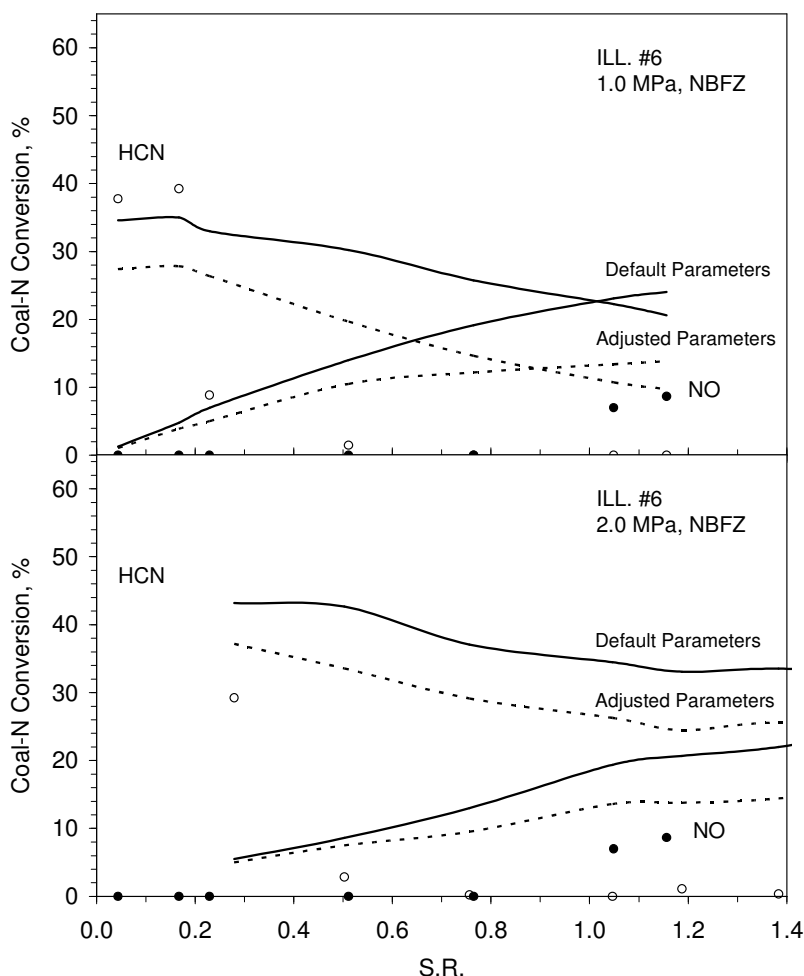 60
50
40
30
20
10
0
Coal-N Conversion, %
ILL. #6
1.0 MPa, NBFZ
HCN
Default Parameters
Adjusted Parameters
NO
60
50
40
30
20
10
0
Coal-N Conversion, %
ILL. #6
2.0 MPa, NBFZ
HCN
Default Parameters
Adjusted Parameters
NO
0.0 0.2 0.4 0.6 0.8 1.0 1.2 1.4
S.R.